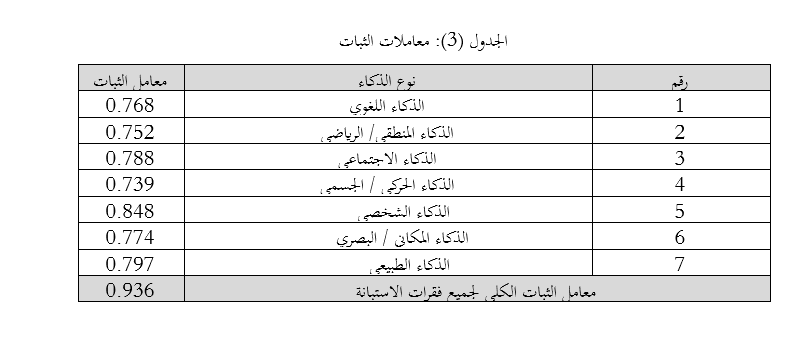 الجدول (3): معاملات الثبات
رقم نوع الذكاء معامل الثبات
1 الذكاء اللغوي 0.768
2 الذكاء المنطقي/ الرياضي 0.752
3 الذكاء الاجتماعي 0.788
4 الذكاء الحركي / الجسمي 0.739
5 الذكاء الشخصي 0.848
6 الذكاء المكاني / البصري 0.774
7 الذكاء الطبيعي 0.797
معامل الثبات الكلي لجميع فقرات الاستبانة 0.936